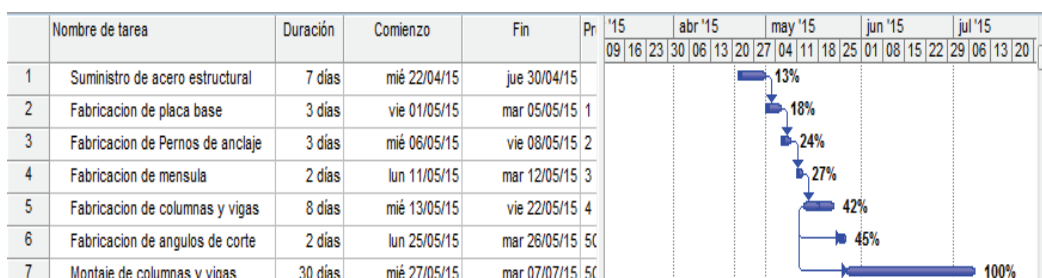 Nombre de tarea Duración Comienzo Fin Pr '15 abr '15 may '15 jun '15 jul '15
09 16 23 30 06 13 20 27 04 11 18 25 01 08 15 22 29 06 13 20
1 Suministro de acero estructural 7 días mié 22/04/15 jue 30/04/15 13%
2 Fabricacion de placa base 3 días vie 01/05/15 mar 05/05/15 1 18%
3 Fabricacion de Pernos de anclaje 3 días mié 06/05/15 vie 08/05/15 2 24%
4 Fabricacion de mensula 2 días lun 11/05/15 mar 12/05/15 3 27%
5 Fabricacion de columnas y vigas 8 días mié 13/05/15 vie 22/05/15 4 42%
6 Fabricacion de angulos de corte 2 días lun 25/05/15 mar 26/05/15 45%
7 Montaje de columnas y vigas 30 días mié 27/05/15 mar 07/07/15 100%